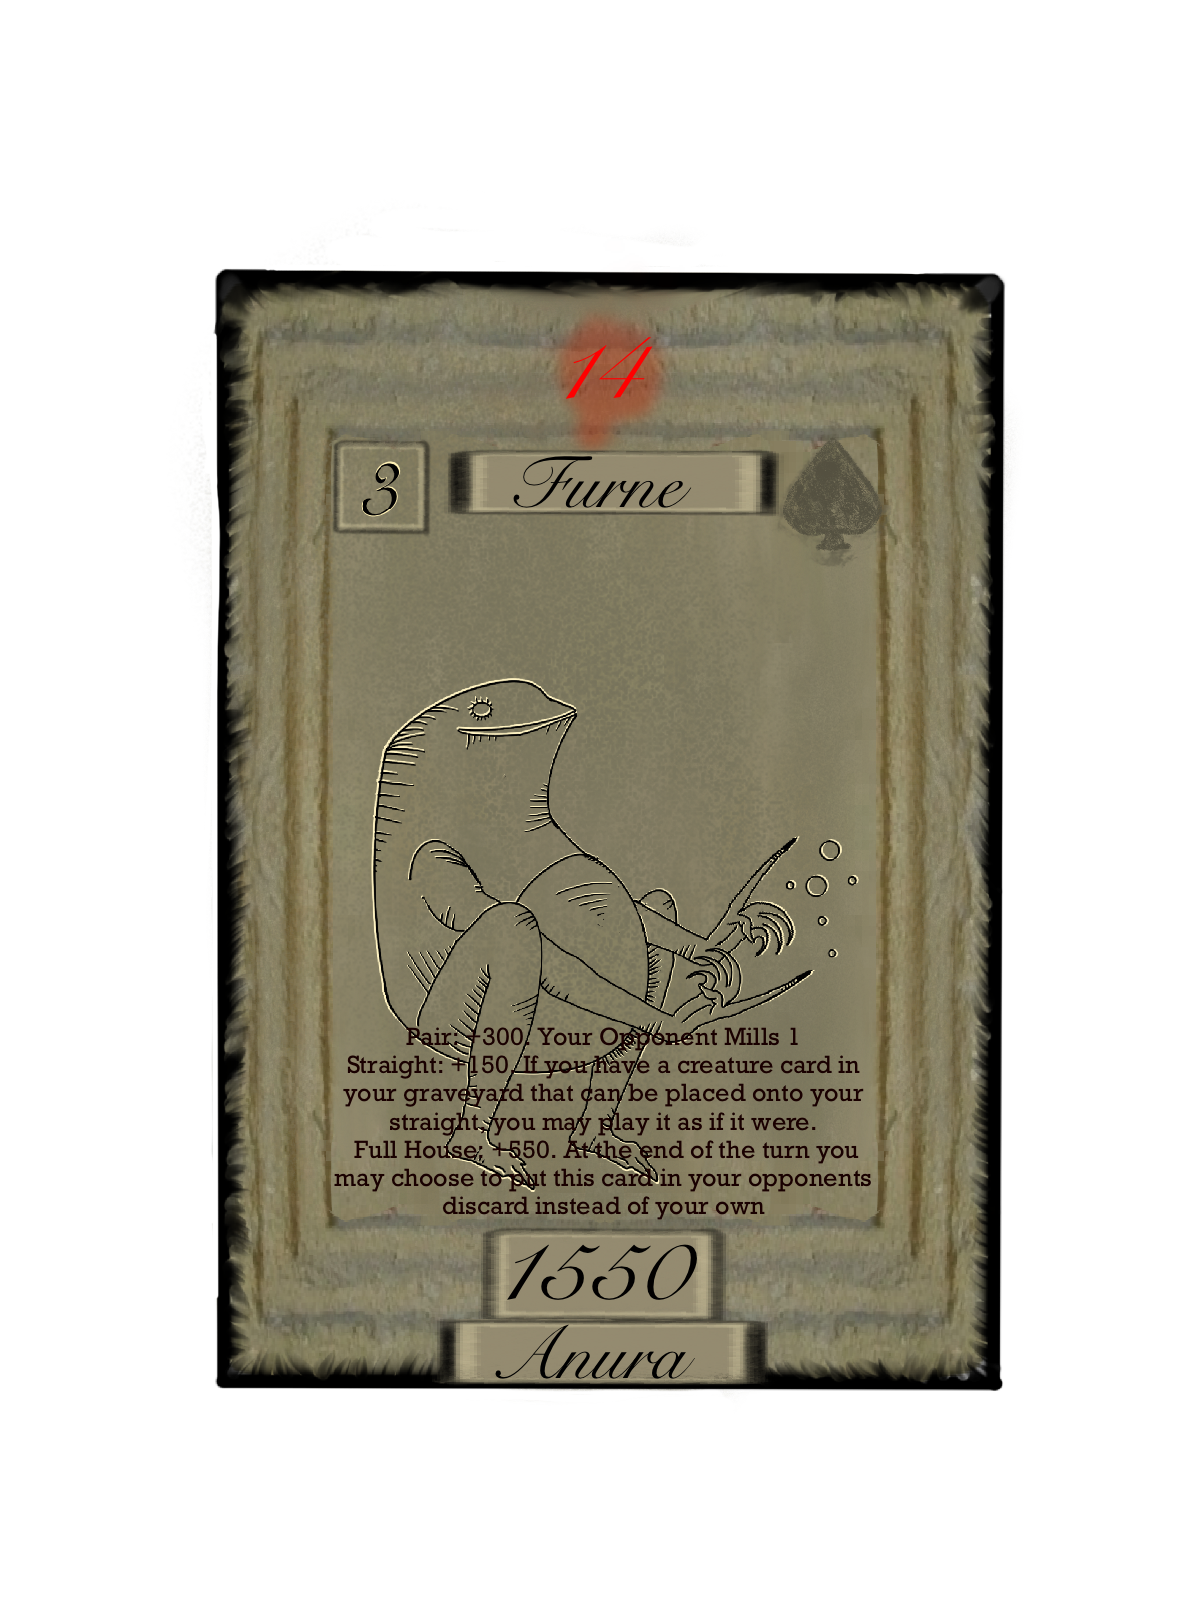 14
3
Furne
Pair: +300. Your Opponent Mills 1
Straight: +150. If you have a creature card in
your graveyard that can be placed onto your
straight, you may play it as if it were.
Full House: +550. At the end of the turn you
may choose to put this card in your opponents
discard instead of your own
1550
Anura